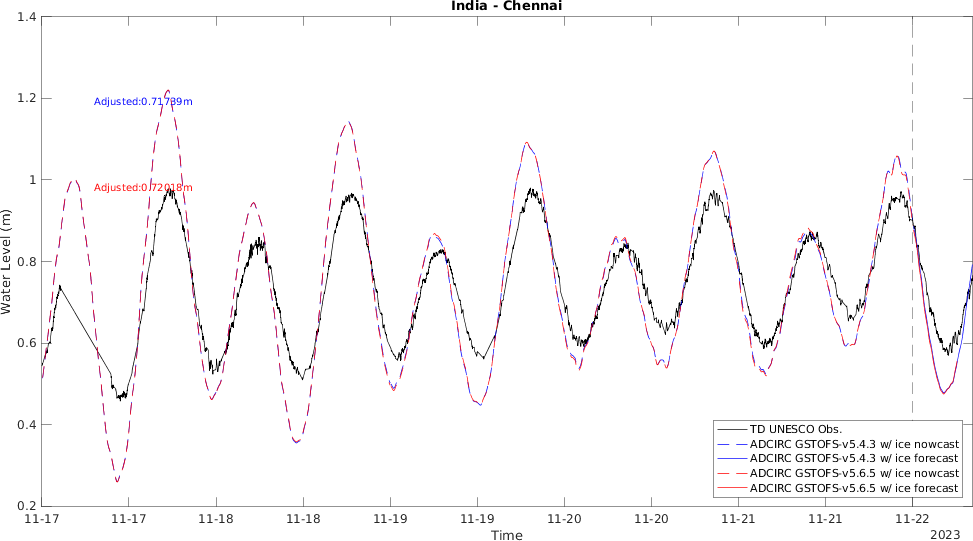 India - Chennai
1.4
1.2
1
0.8
0.6
0.4
0.2
Water Level (m)
Adjusted:0.71739m
Adjusted:0.72018m
TD UNESCO Obs.
ADCIRC GSTOFS-v5.4.3 w/ ice nowcast
ADCIRC GSTOFS-v5.4.3 w/ ice forecast
ADCIRC GSTOFS-v5.6.5 w/ ice nowcast
ADCIRC GSTOFS-v5.6.5 w/ ice forecast
11-17 11-17 11-18 11-18 11-19 11-19 11-20 11-20 11-21 11-21 11-22
Time
2023